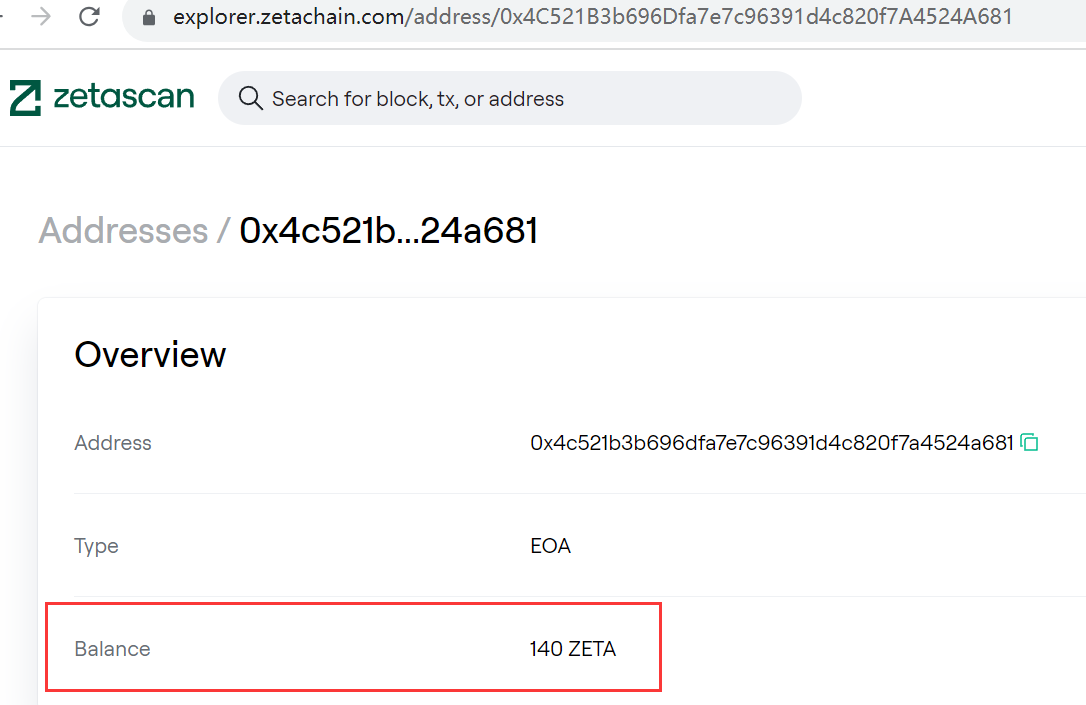 explorer.zetachain.com/address/0x4C521B3b696Dfa7e7c96391d4c820f7A4524A681
zetascan
Search for block, tx, or address
Addresses / 0x4c521b...24a681
Overview
Address 0x4c521b3b696dfa7e7c96391d4c820f7a4524a681
Type EOA
Balance 140 ZETA